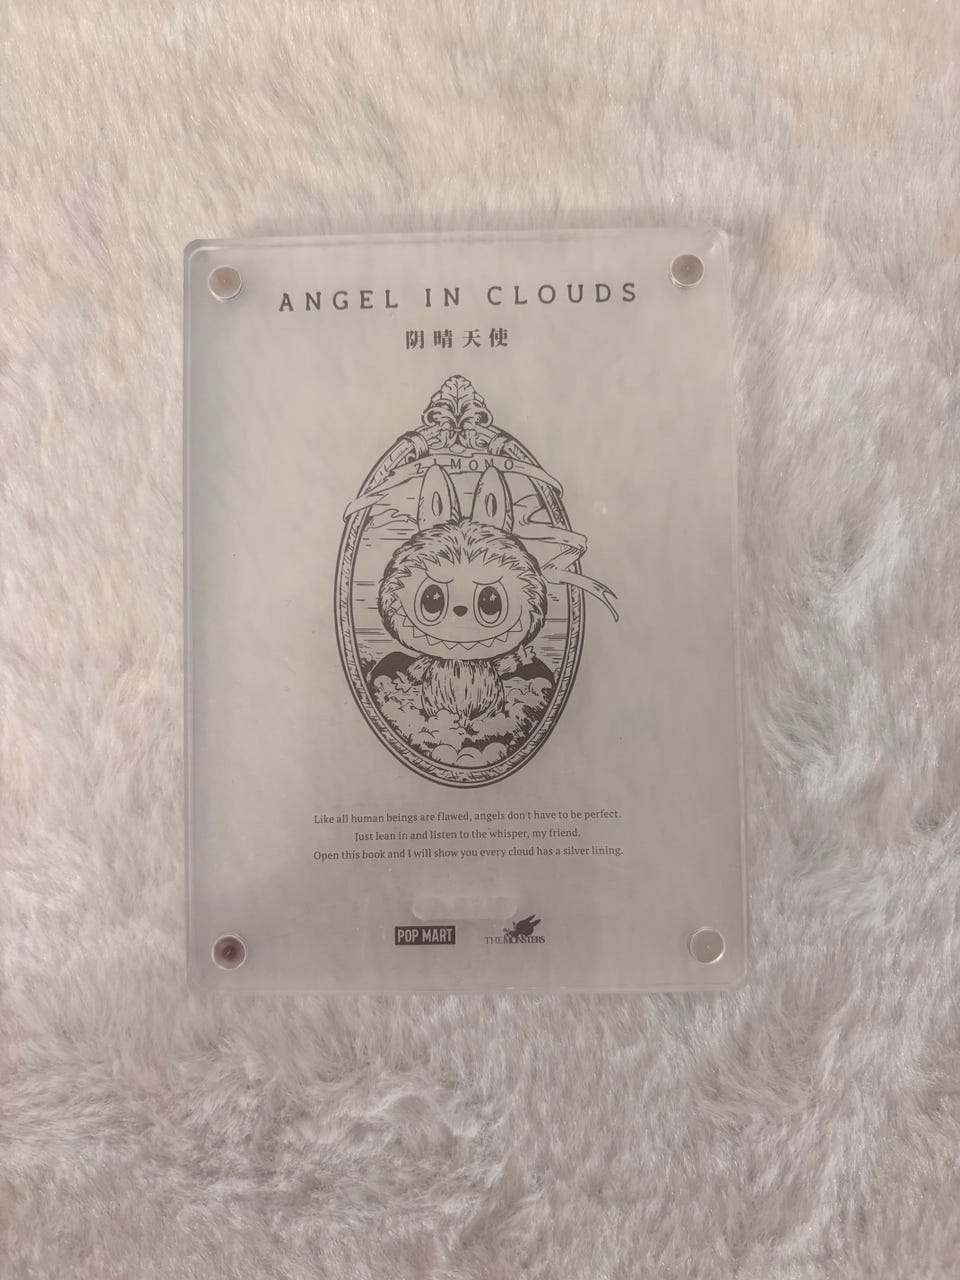 ANGEL IN CLOUDS
阴晴天使
ZIMOMO
Like all human beings are flawed, angels don't have to be perfect.
Just lean in and listen to the whisper, my friend.
Open this book and I will show you every cloud has a silver lining.
POP MART
THE MONSTERS